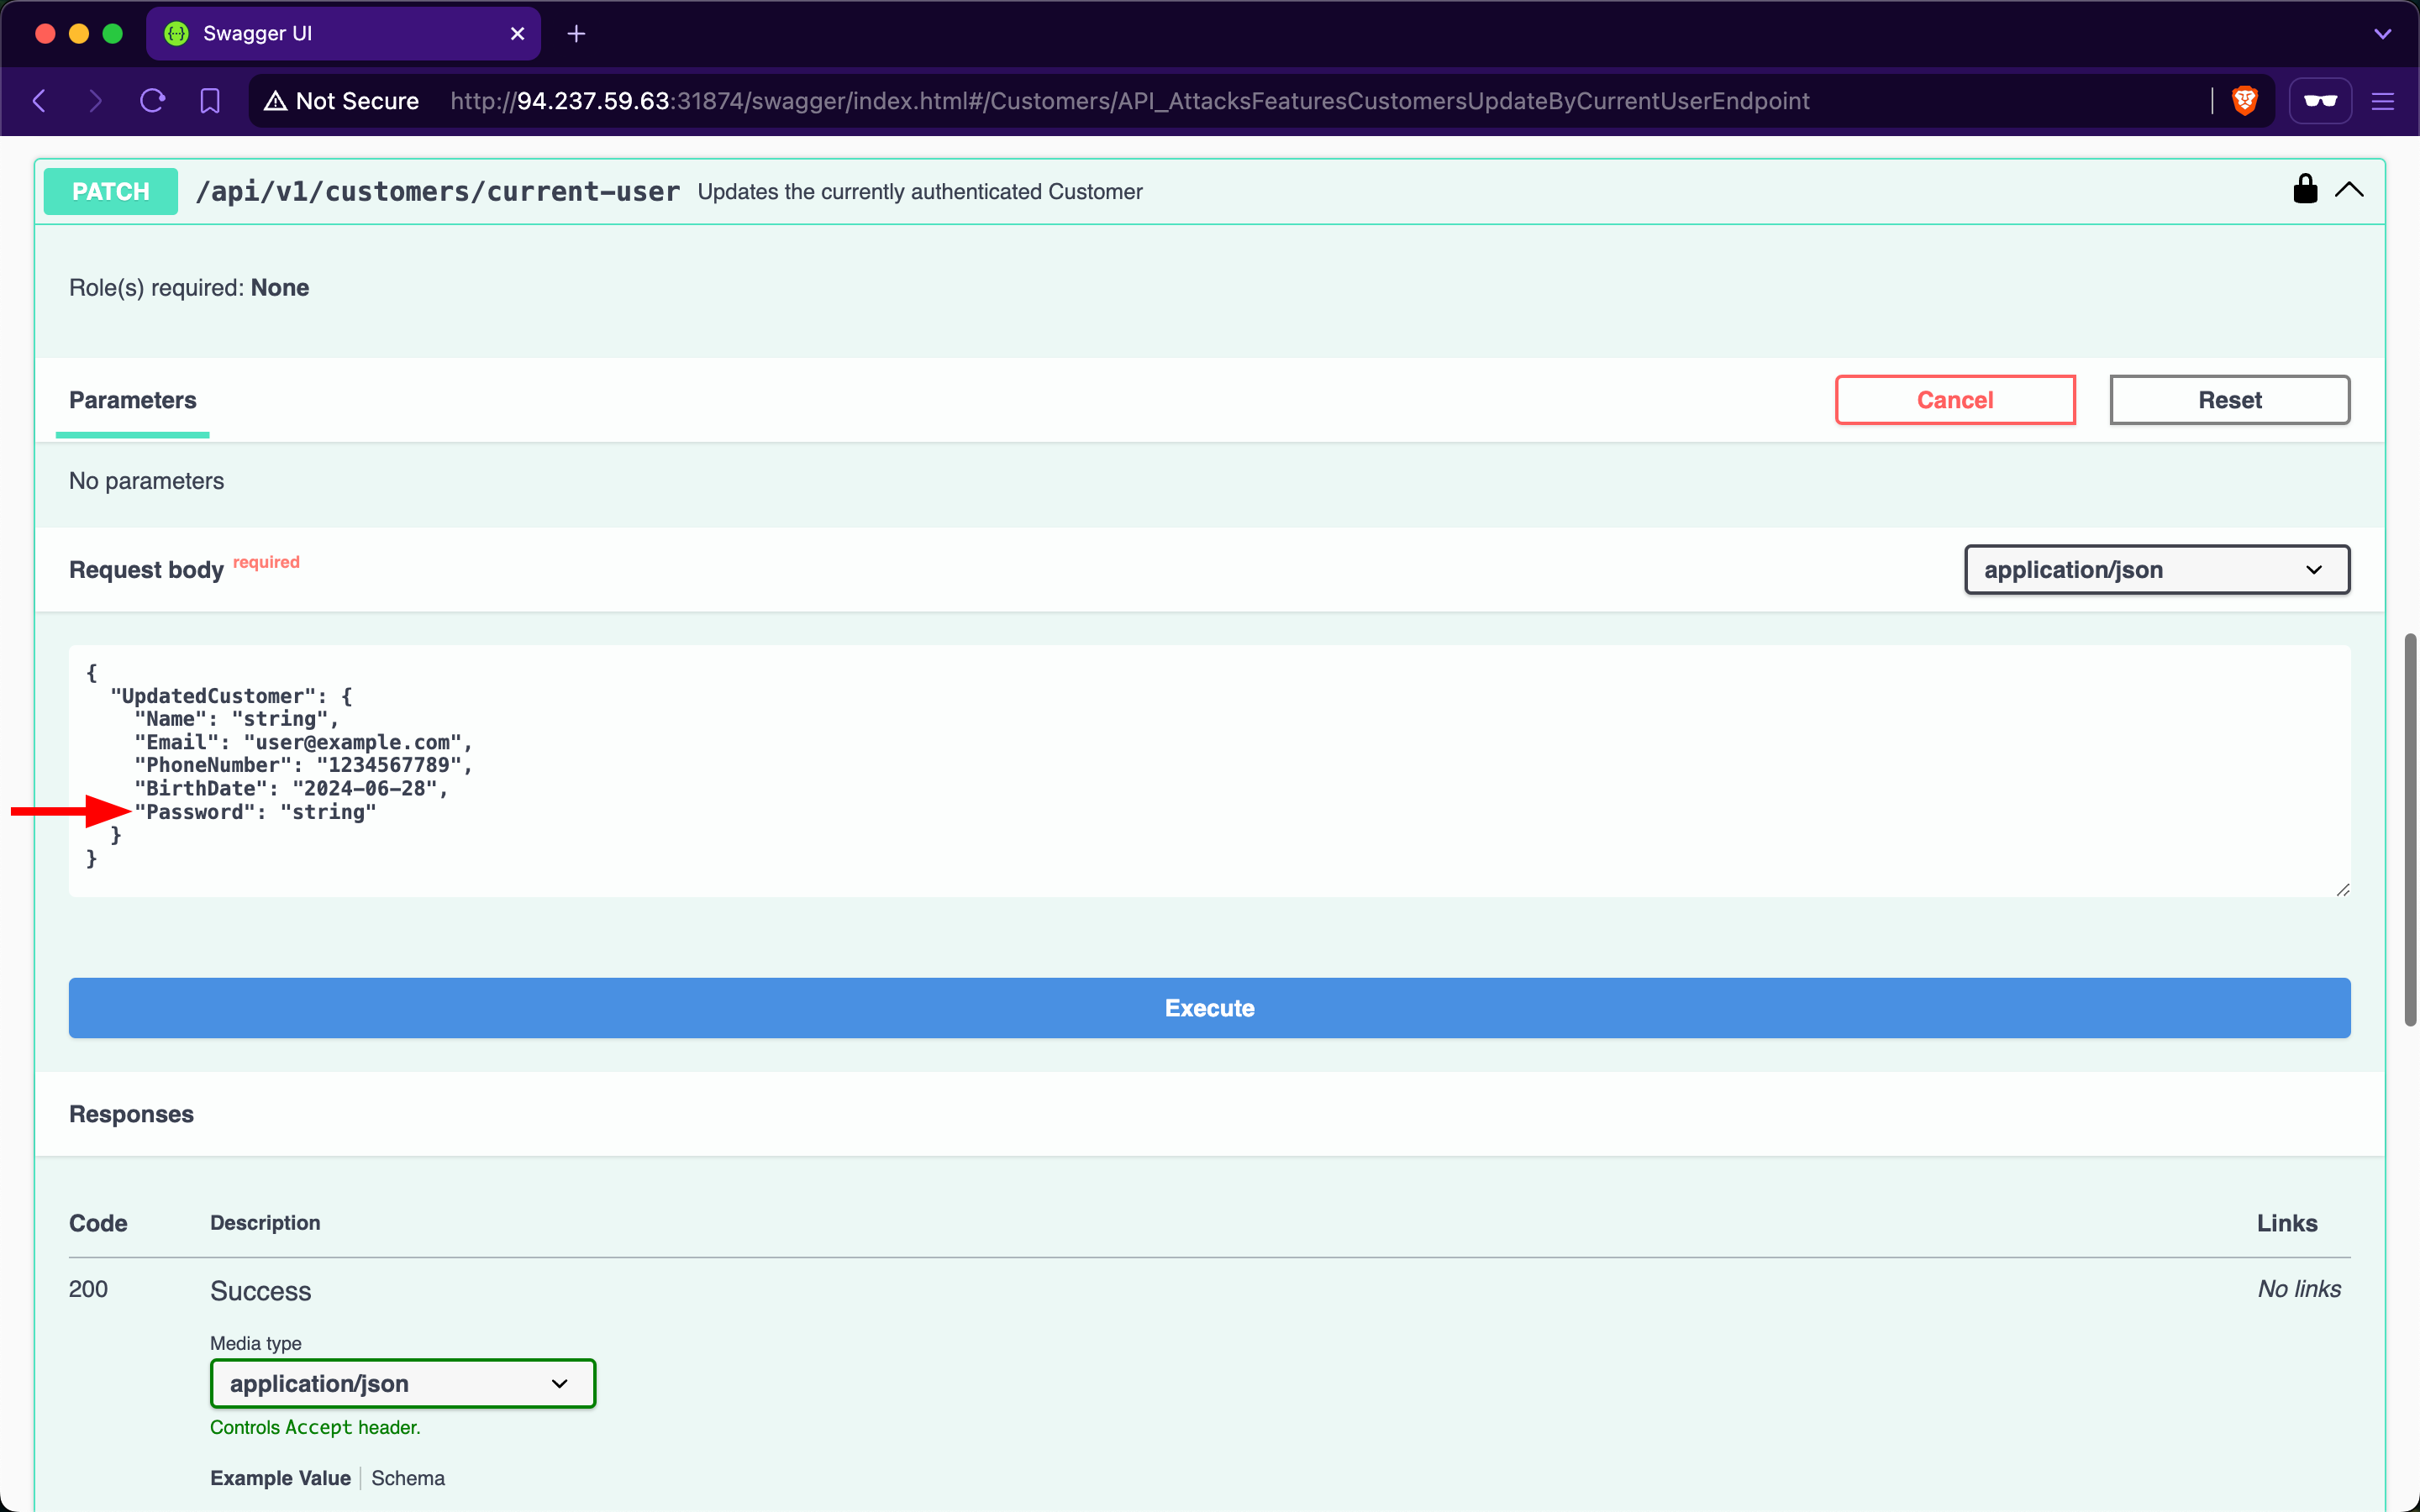 Swagger UI
Not Secure http://94.237.59.63:31874/swagger/index.html#/Customers/API_AttacksFeaturesCustomersUpdateByCurrentUserEndpoint
PATCH /api/v1/customers/current-user Updates the currently authenticated Customer
Role(s) required: None
Parameters
Cancel
Reset
No parameters
Request body required
application/json
{
  "UpdatedCustomer": {
    "Name": "string",
    "Email": "user@example.com",
    "PhoneNumber": "1234567789",
    "BirthDate": "2024-06-28",
    "Password": "string"
  }
}
Execute
Responses
Code Description Links
200 Success No links
Media type
application/json
Controls Accept header.
Example Value Schema